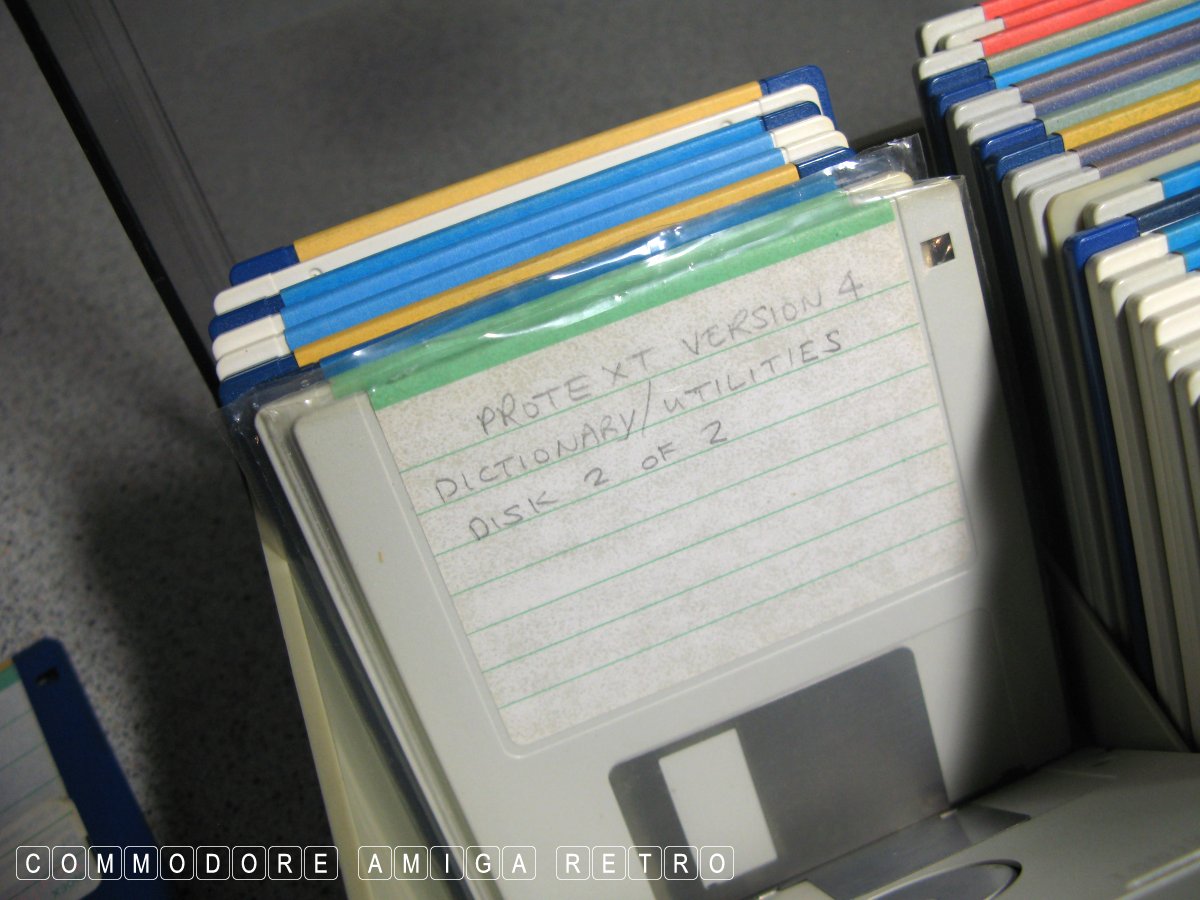 PROTEXT VERSION 4
DICTIONARY/UTILITIES
DISK 2 OF 2
COMMODORE AMIGA RETRO